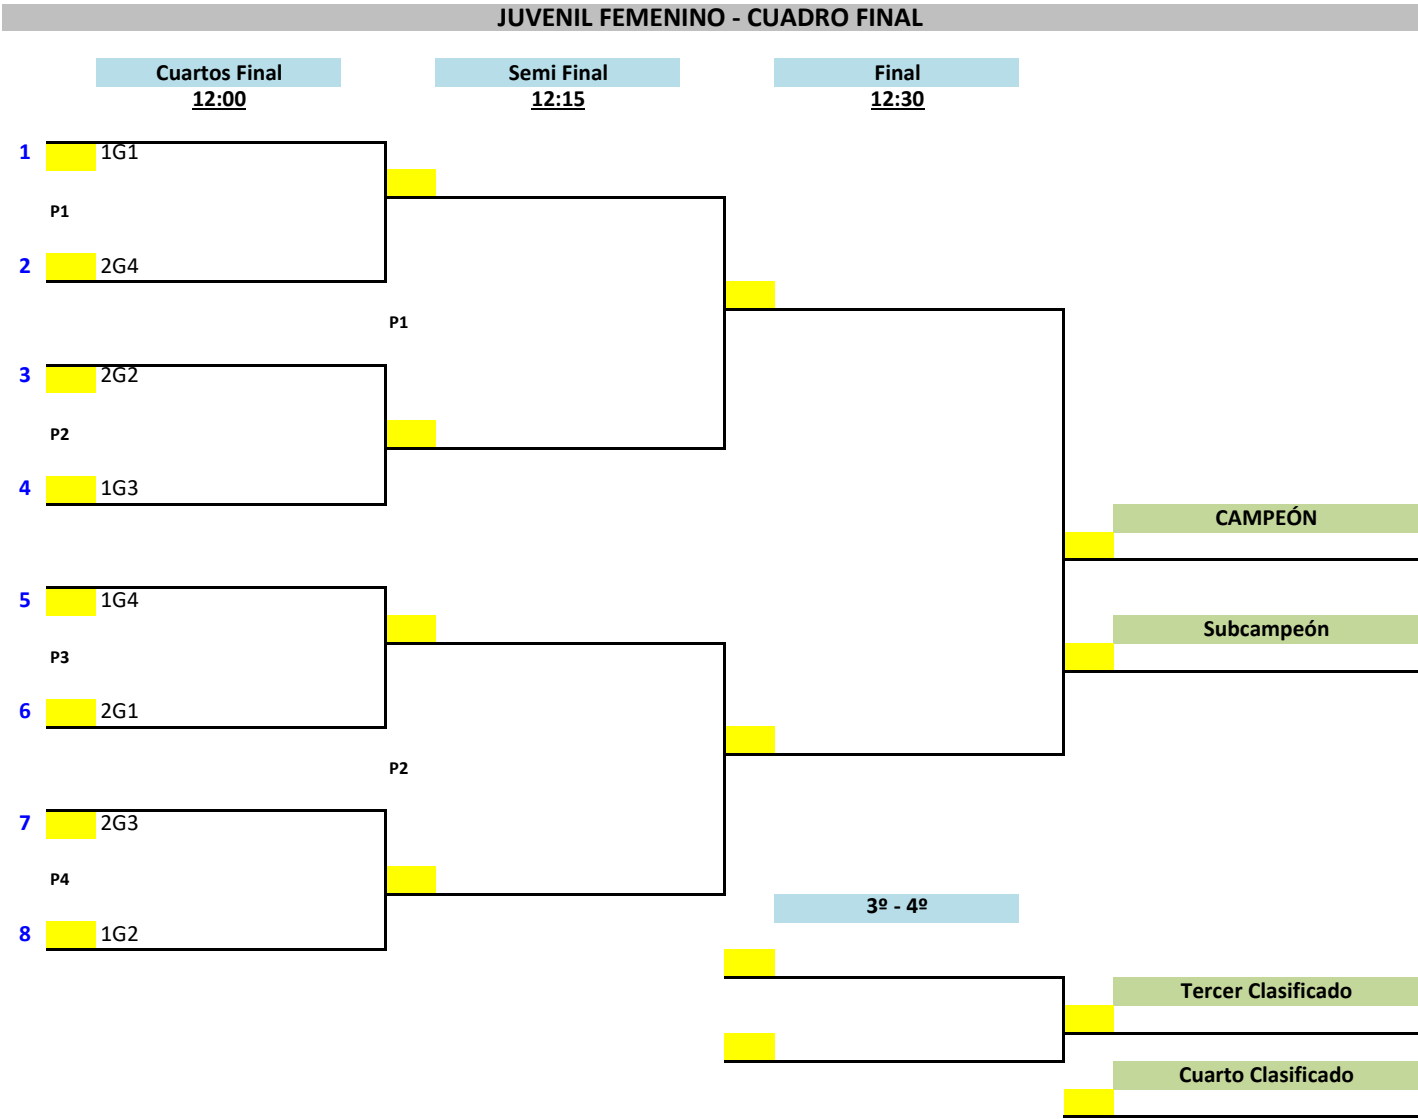 JUVENIL FEMENINO - CUADRO FINAL
Cuartos Final Semi Final Final
12:00 12:15 12:30
1 1G1
P1
2 2G4
P1
3 2G2
P2
4 1G3
CAMPEÓN
5 1G4
Subcampeón
P3
6 2G1
P2
7 2G3
P4
3º - 4º
8 1G2
Tercer Clasificado
Cuarto Clasificado